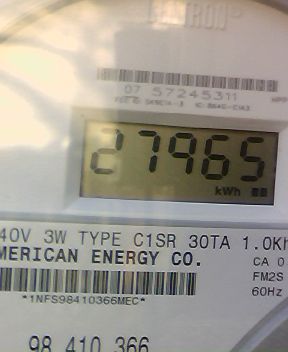 07 57245311
27965
kWh
40V 3W TYPE C1SR 30TA 1.0Kh
MERICAN ENERGY CO.
CA 0
FM2S
60Hz
*1NFS98410366MEC*
98 410 366